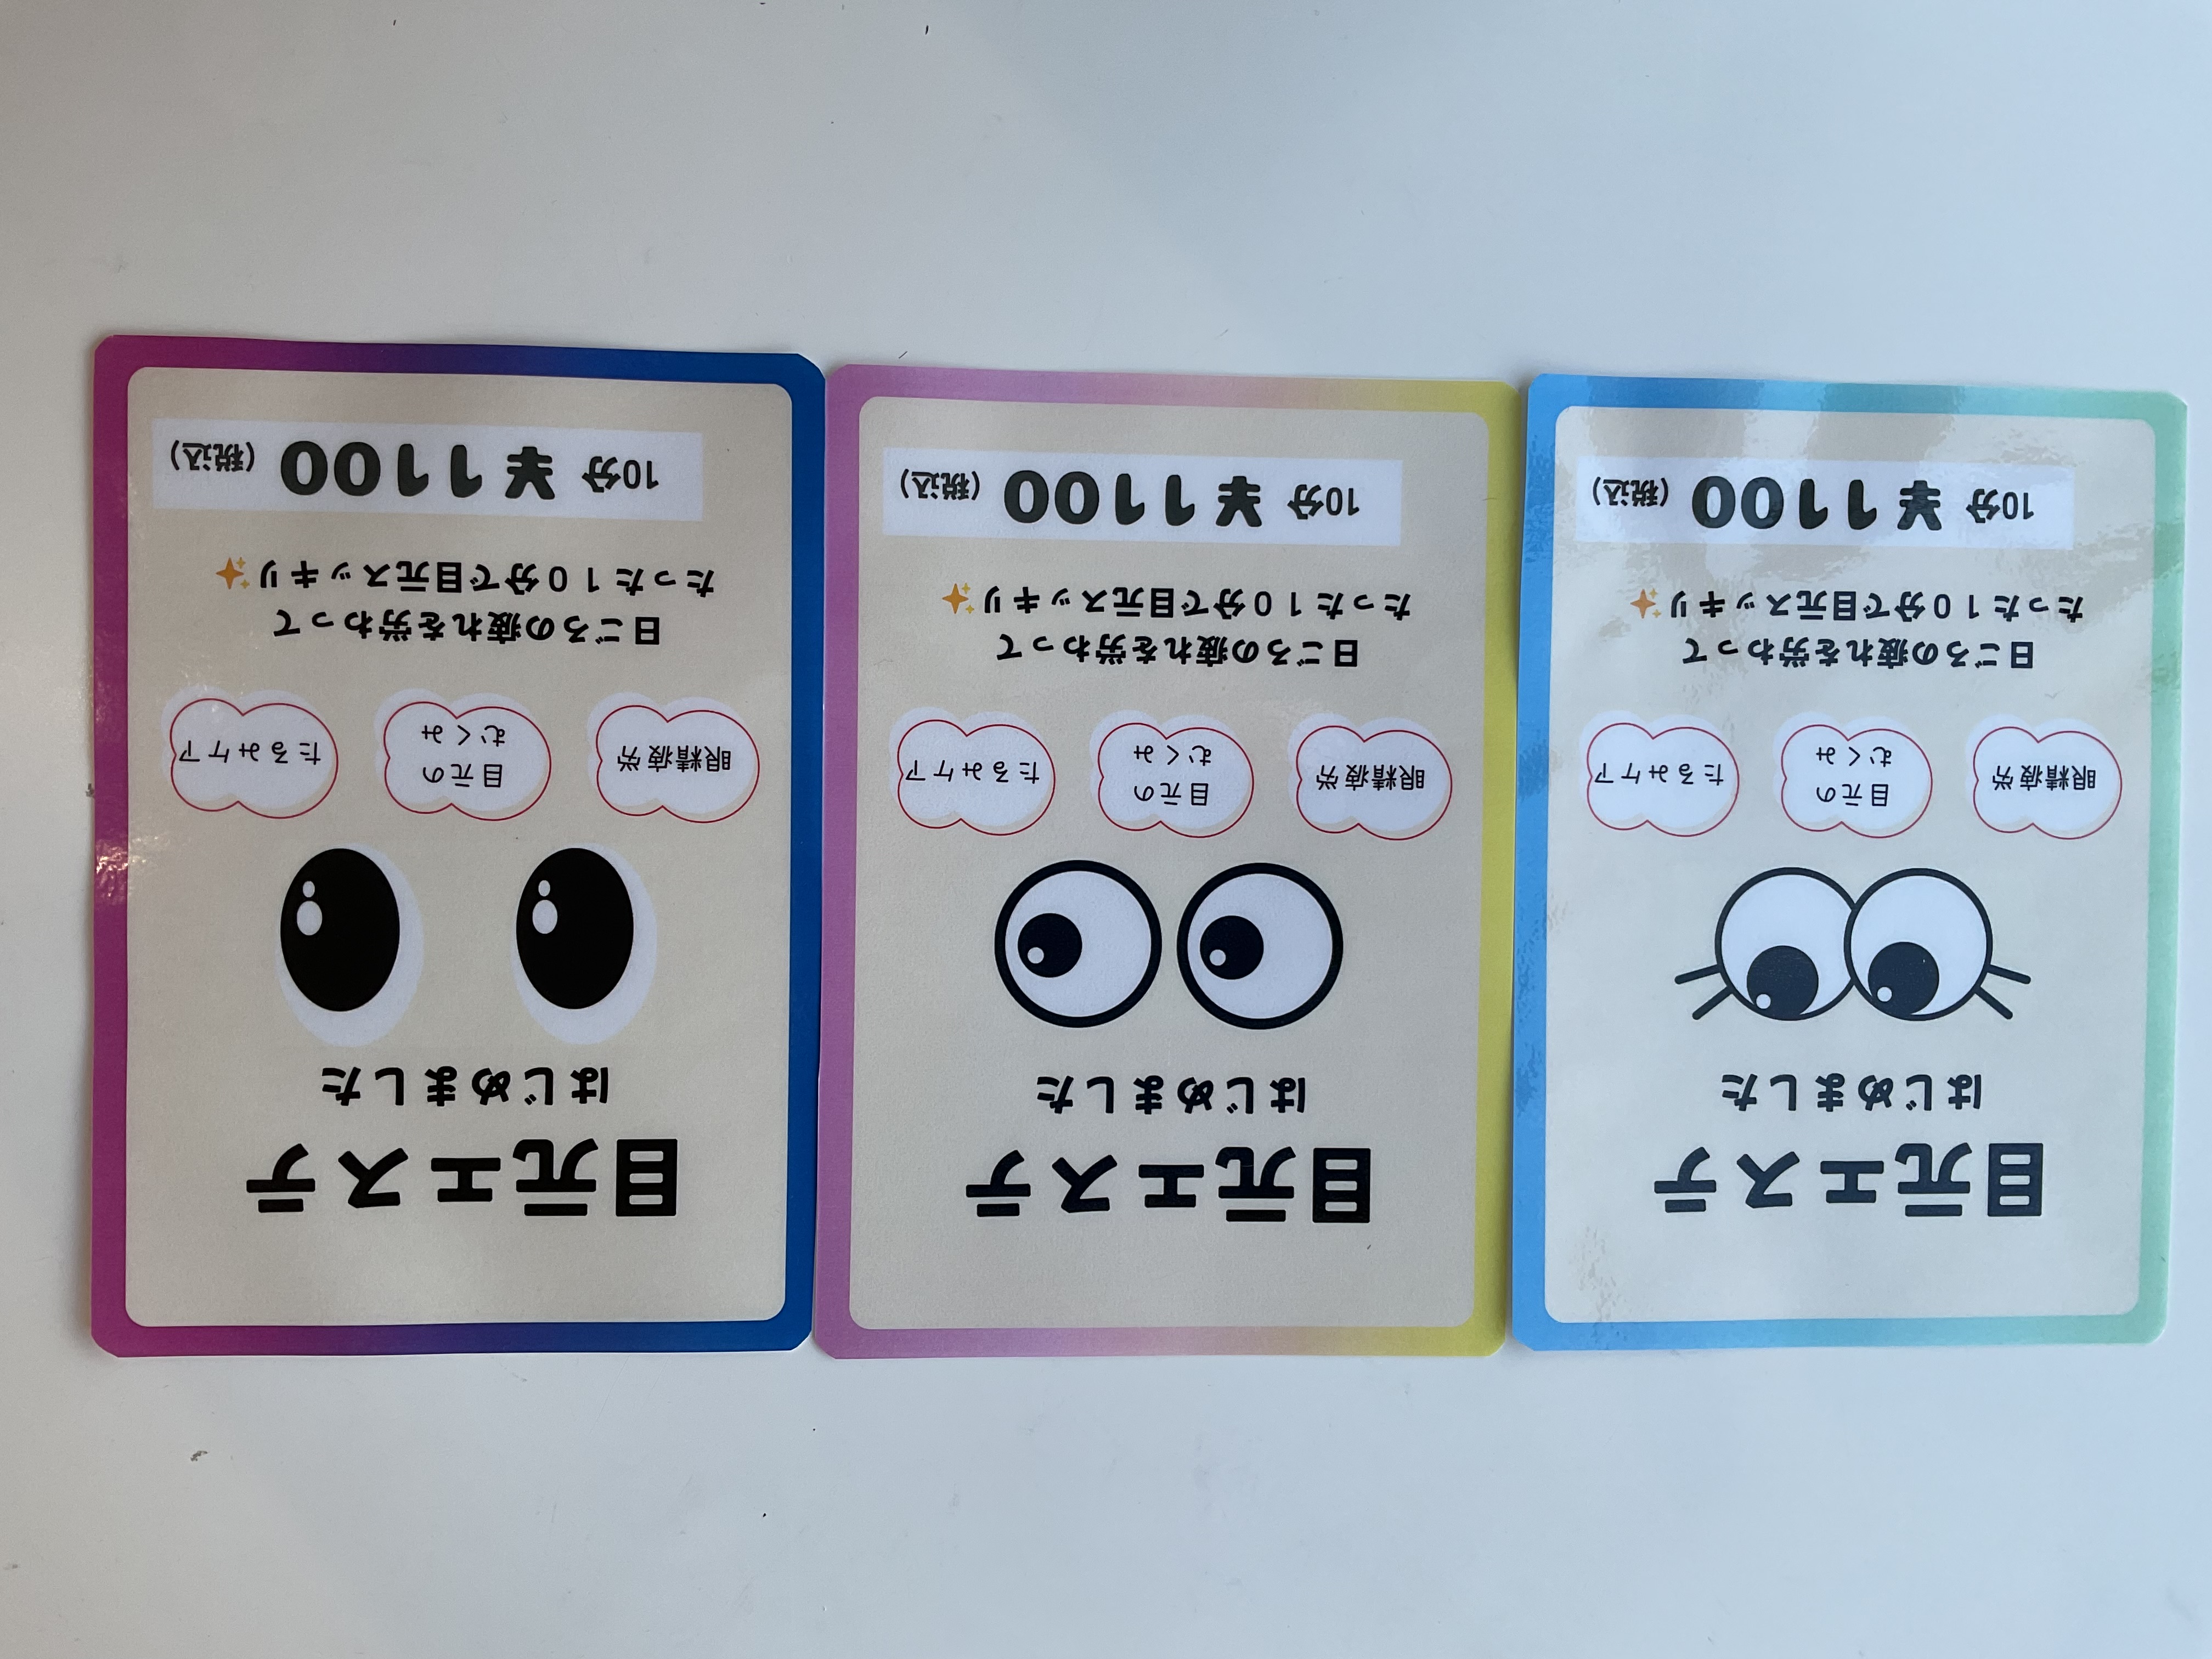 目元エステ
はじめました
眼精疲労
目元の
むくみ
たるみケア
日ごろの疲れを労わって
たった10分で目元スッキリ✨
10分 ¥1100 (税込)
目元エステ
はじめました
眼精疲労
目元の
むくみ
たるみケア
日ごろの疲れを労わって
たった10分で目元スッキリ✨
10分 ¥1100 (税込)
目元エステ
はじめました
眼精疲労
目元の
むくみ
たるみケア
日ごろの疲れを労わって
たった10分で目元スッキリ✨
10分 ¥1100 (税込)